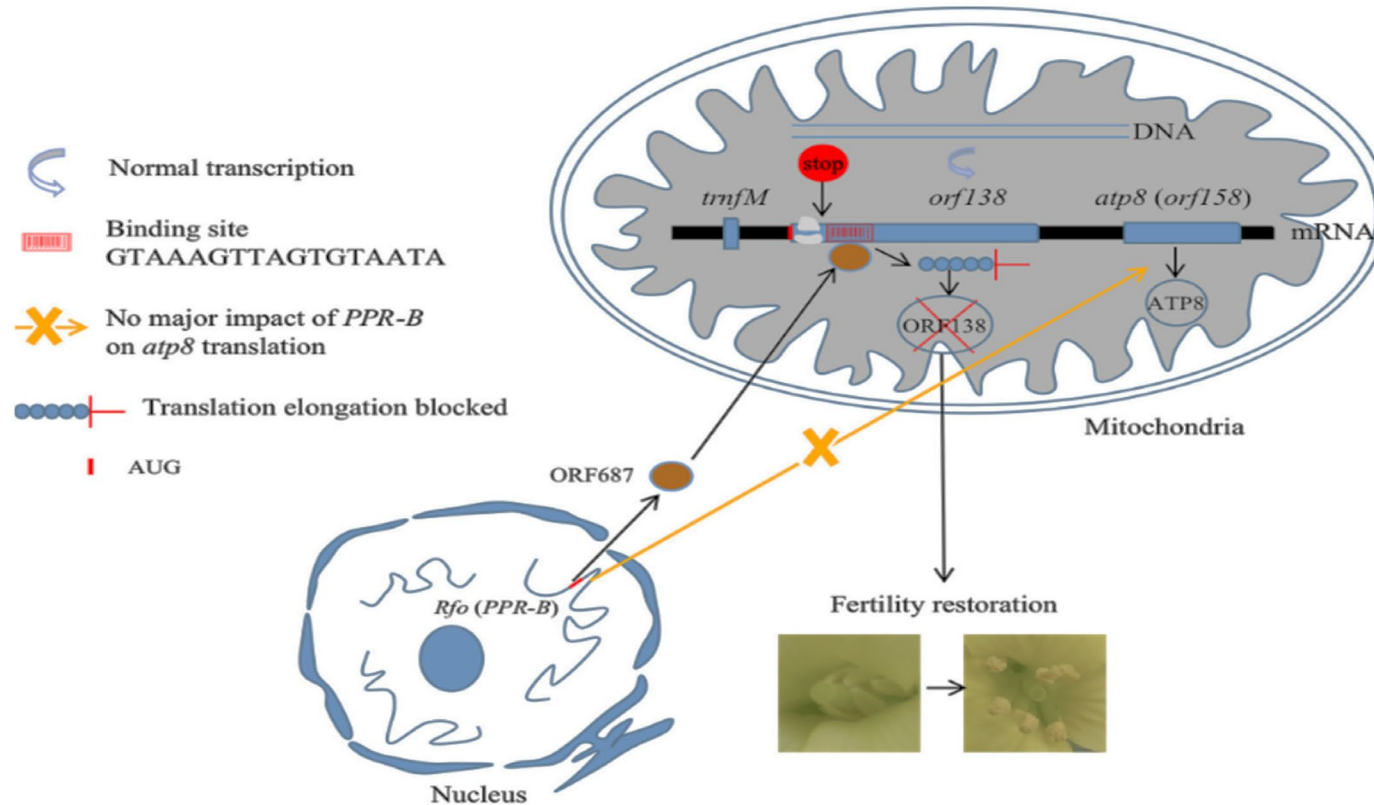 Normal transcription
Binding site
GTAAAGTTAGTGTAATA
No major impact of PPR-B
on atp8 translation
Translation elongation blocked
AUG
DNA
stop
trnfM
orf138
atp8 (orf158)
mRNA
ATP8
ORF138
Mitochondria
ORF687
Rfo (PPR-B)
Nucleus
Fertility restoration